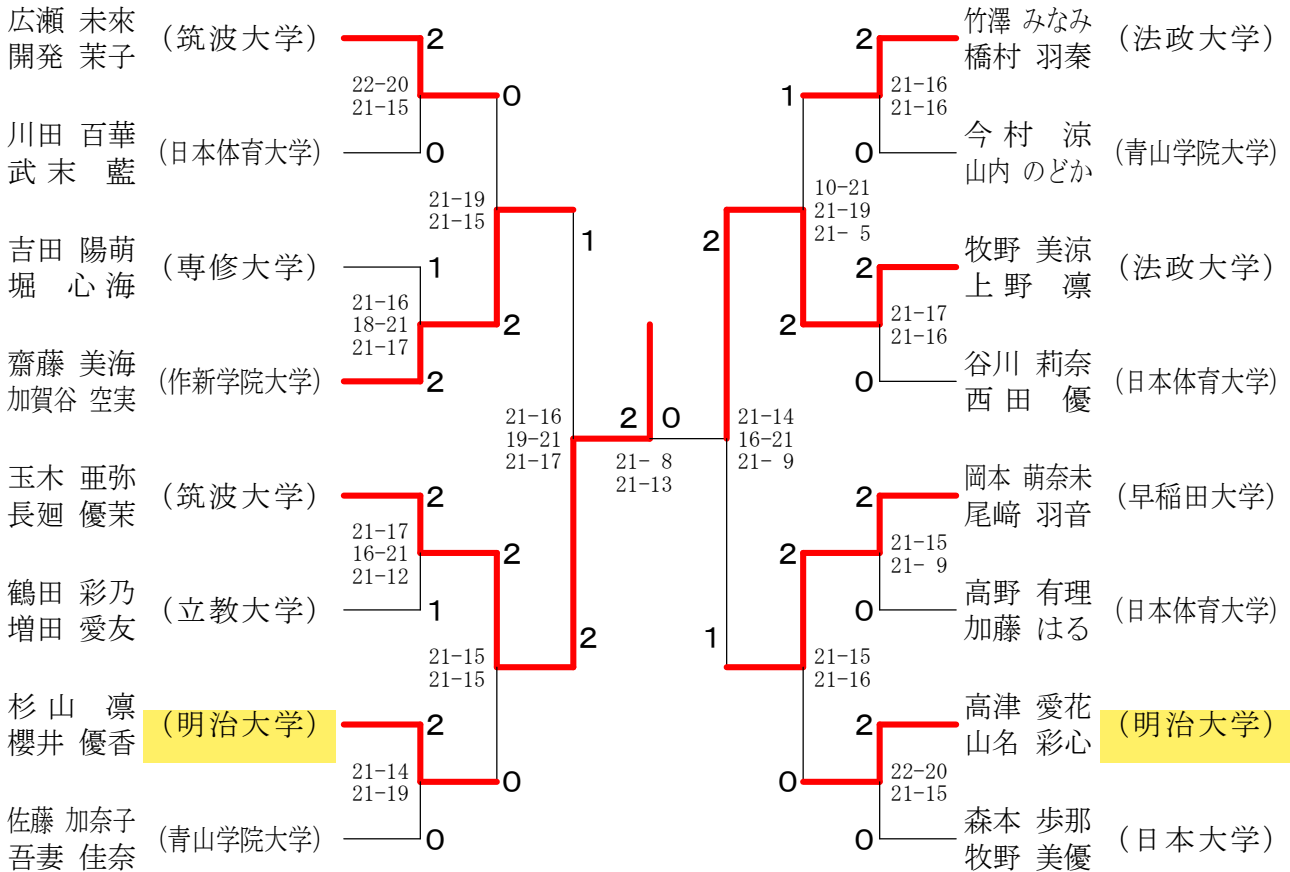 広瀬 未來
開発 茉子
(筑波大学)
2
22-20
21-15
0
川田 百華
武末 藍
(日本体育大学)
0
21-19
21-15
吉田 陽萌
堀 心海
(専修大学)
1
1
21-16
18-21
21-17
2
齋藤 美海
加賀谷 空実
(作新学院大学)
2
21-16
19-21
21-17
玉木 亜弥
長廻 優茉
(筑波大学)
2
21-17
16-21
21-12
2
鶴田 彩乃
増田 愛友
(立教大学)
1
2
21-15
21-15
杉山 凛
櫻井 優香
(明治大学)
2
21-14
21-19
0
佐藤 加奈子
吾妻 佳奈
(青山学院大学)
0
2 0
21- 8
21-13
竹澤 みなみ
橋村 羽奏
(法政大学)
2
1
21-16
21-16
今村 涼
山内 のどか
(青山学院大学)
0
10-21
21-19
21- 5
2
牧野 美涼
上野 凛
(法政大学)
2
21-17
21-16
2
谷川 莉奈
西田 優
(日本体育大学)
0
21-14
16-21
21- 9
岡本 萌奈未
尾﨑 羽音
(早稲田大学)
2
21-15
21- 9
2
高野 有理
加藤 はる
(日本体育大学)
0
1
21-15
21-16
高津 愛花
山名 彩心
(明治大学)
2
22-20
21-15
0
森本 歩那
牧野 美優
(日本大学)
0